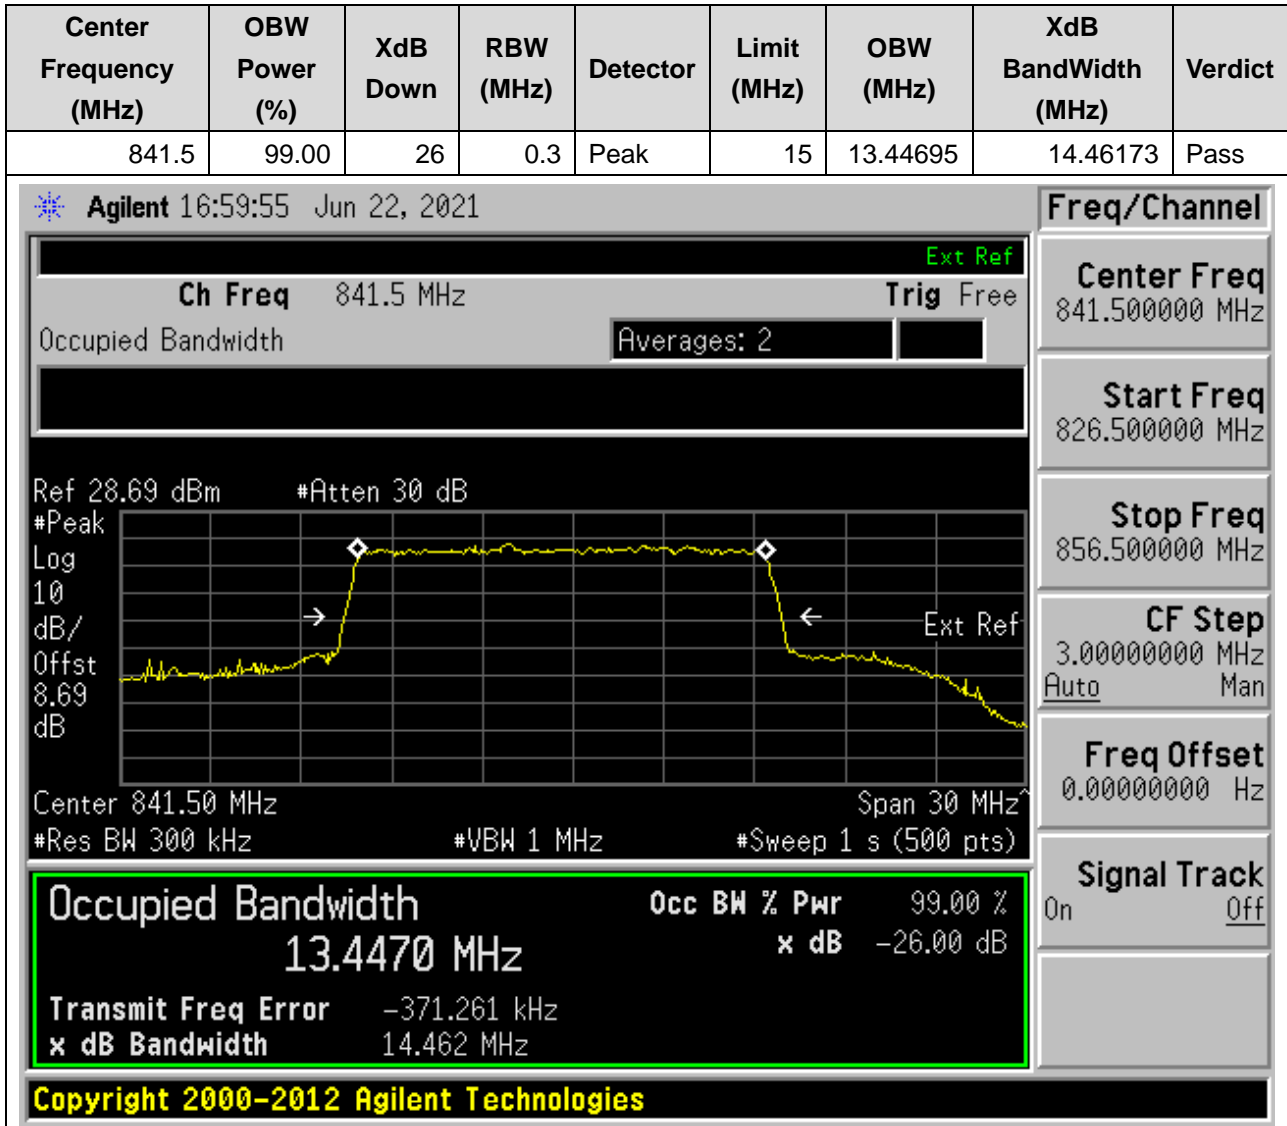 Center Frequency (MHz) OBW Power (%) XdB Down RBW (MHz) Detector Limit (MHz) OBW (MHz) XdB BandWidth (MHz) Verdict
841.5 99.00 26 0.3 Peak 15 13.44695 14.46173 Pass
Agilent 16:59:55 Jun 22, 2021
Ext Ref
Ch Freq 841.5 MHz Trig Free
Occupied Bandwidth Averages: 2
Ref 28.69 dBm #Atten 30 dB
#Peak
Log
10
dB/
Offst
8.69
dB
Ext Ref
Center 841.50 MHz Span 30 MHz^
#Res BW 300 kHz #VBW 1 MHz #Sweep 1 s (500 pts)
Occupied Bandwidth
13.4470 MHz
Occ BW % Pwr 99.00 %
x dB -26.00 dB
Transmit Freq Error -371.261 kHz
x dB Bandwidth 14.462 MHz
Copyright 2000-2012 Agilent Technologies
Freq/Channel
Center Freq
841.500000 MHz
Start Freq
826.500000 MHz
Stop Freq
856.500000 MHz
CF Step
3.00000000 MHz
Auto Man
Freq Offset
0.00000000 Hz
Signal Track
On Off